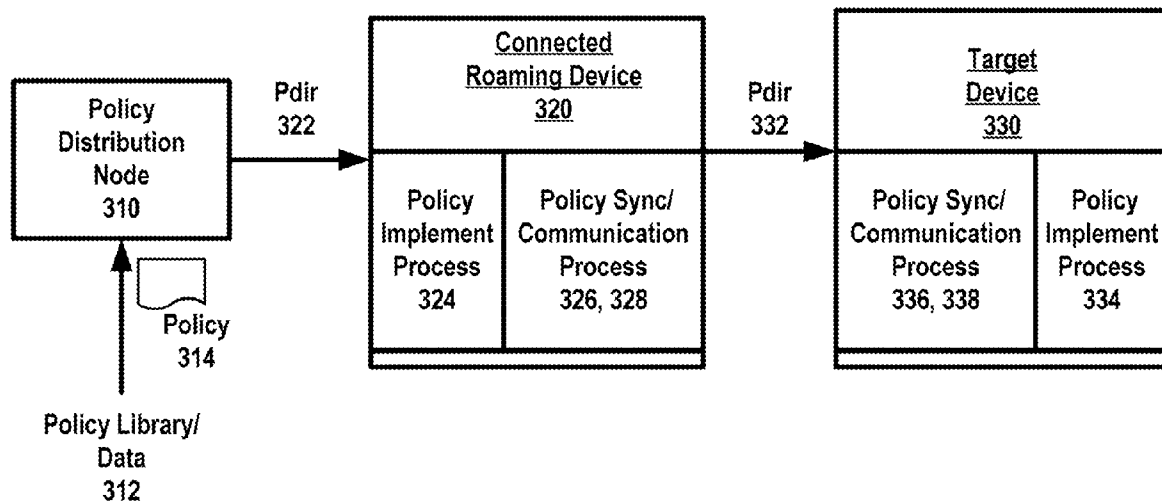 Policy
Distribution
Node
310
Policy
314
Policy Library/
Data
312
Pdir
322
Connected
Roaming Device
320
Policy
Implement
Process
324
Policy Sync/
Communication
Process
326, 328
Pdir
332
Target
Device
330
Policy Sync/
Communication
Process
336, 338
Policy
Implement
Process
334